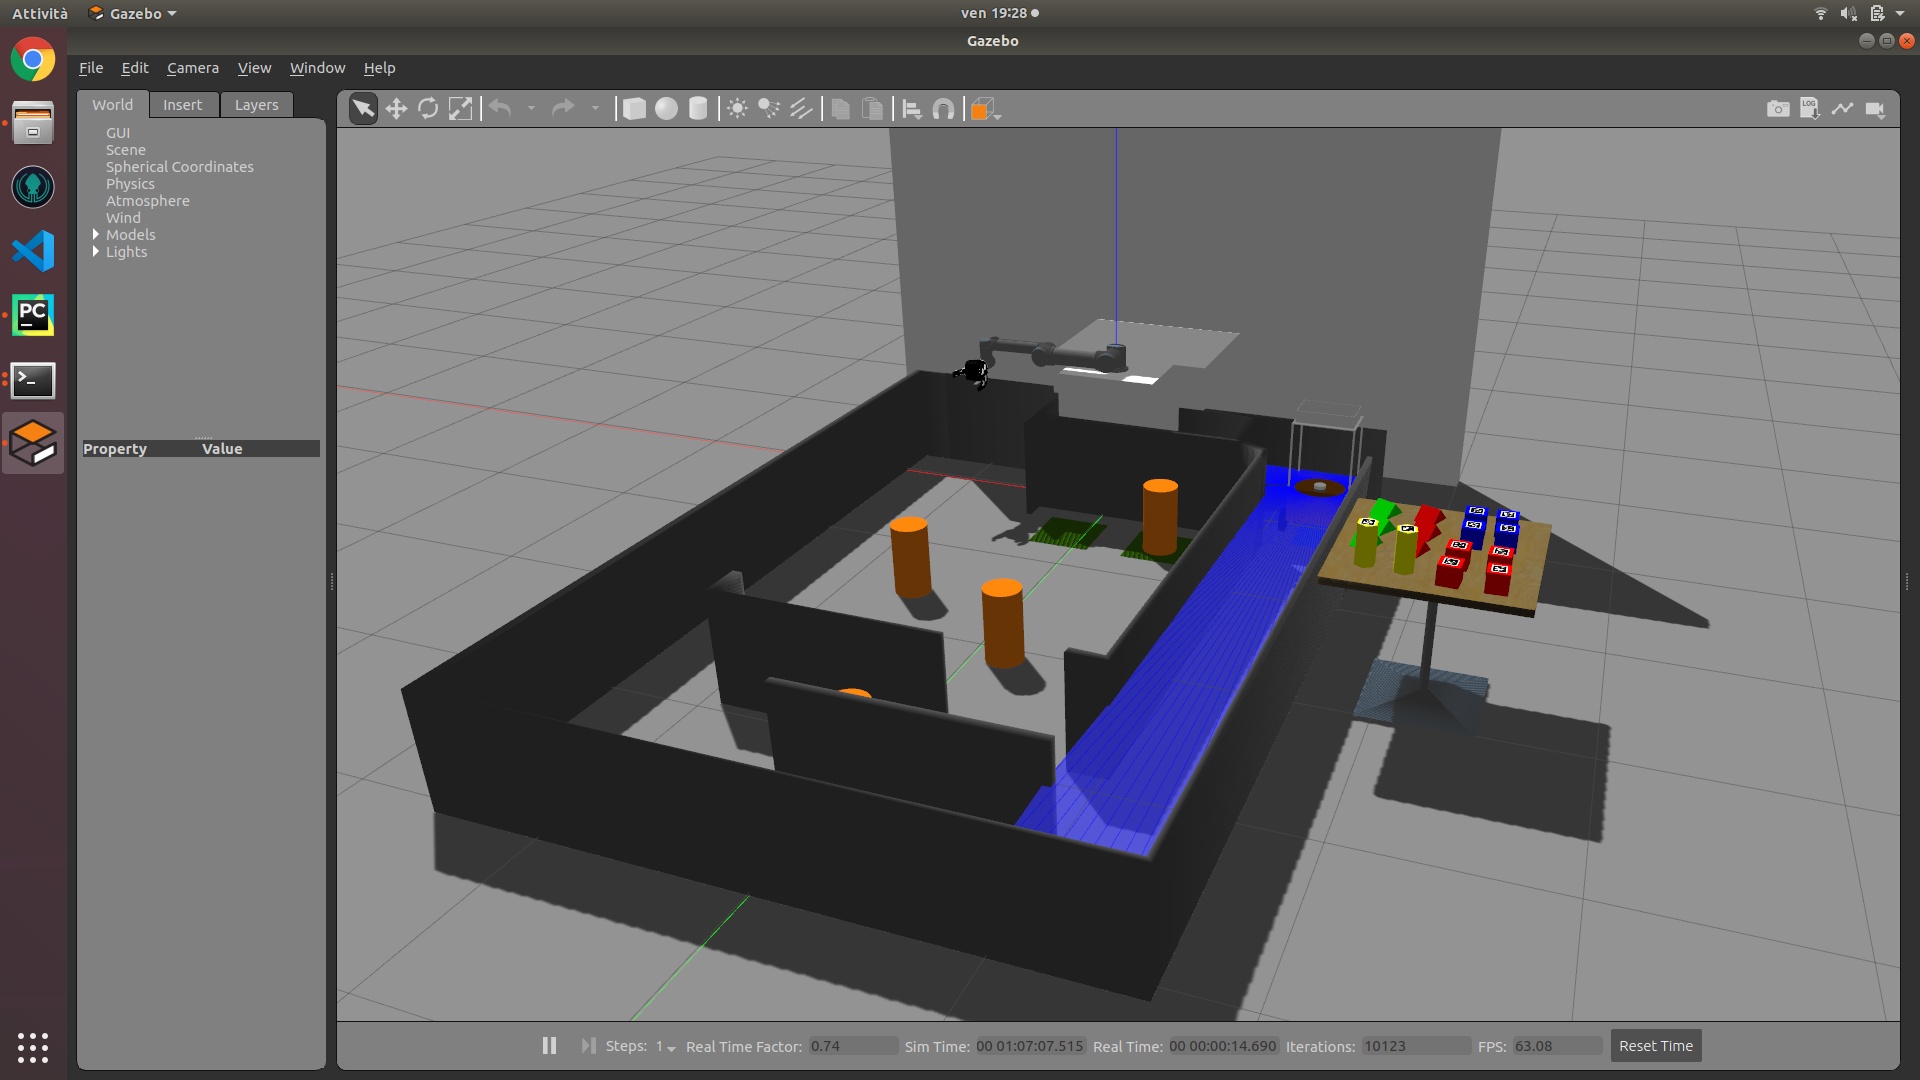 Attività Gazebo ven 19:28
Gazebo
File Edit Camera View Window Help
World Insert Layers
GUI
Scene
Spherical Coordinates
Physics
Atmosphere
Wind
Models
Lights
Property Value
LOG
PC
Steps: 1 Real Time Factor: 0.74 Sim Time: 00 01:07:07.515 Real Time: 00 00:00:14.690 Iterations: 10123 FPS: 63.08 Reset Time